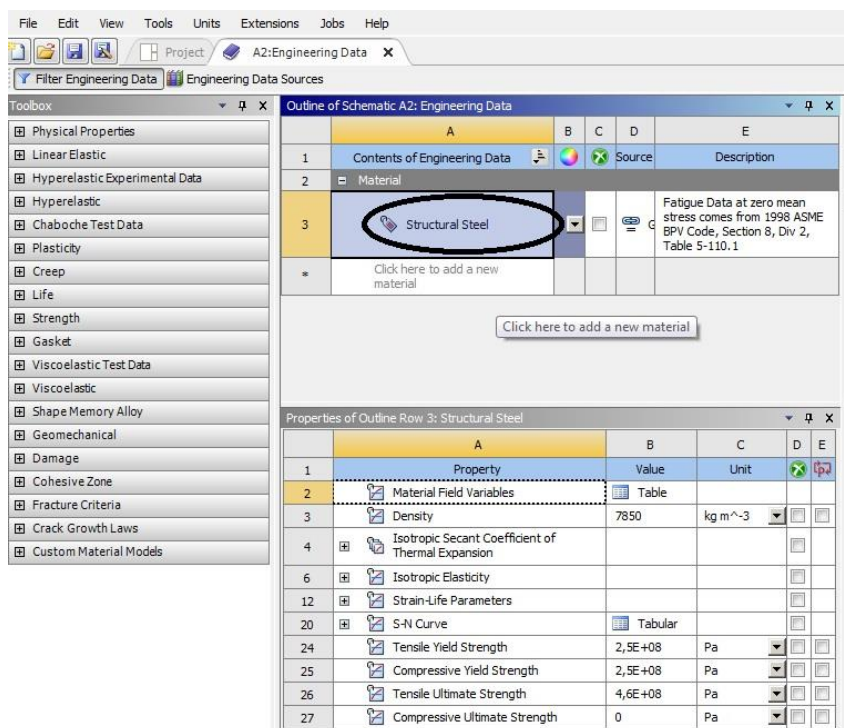 File Edit View Tools Units Extensions Jobs Help
Project A2:Engineering Data X
Filter Engineering Data Engineering Data Sources
Toolbox
Physical Properties
Linear Elastic
Hyperelastic Experimental Data
Hyperelastic
Chaboche Test Data
Plasticity
Creep
Life
Strength
Gasket
Viscoelastic Test Data
Viscoelastic
Shape Memory Alloy
Geomechanical
Damage
Cohesive Zone
Fracture Criteria
Crack Growth Laws
Custom Material Models
Outline of Schematic A2: Engineering Data
A B C D E
1 Contents of Engineering Data Source Description
2 Material
3 Structural Steel G Fatigue Data at zero mean
stress comes from 1998 ASME
BPV Code, Section 8, Div 2,
Table 5-110.1
* Click here to add a new
material
Click here to add a new material
Properties of Outline Row 3: Structural Steel
A B C D E
1 Property Value Unit
2 Material Field Variables Table
3 Density 7850 kg m^-3
4 Isotropic Secant Coefficient of
Thermal Expansion
6 Isotropic Elasticity
12 Strain-Life Parameters
20 S-N Curve Tabular
24 Tensile Yield Strength 2,5E+08 Pa
25 Compressive Yield Strength 2,5E+08 Pa
26 Tensile Ultimate Strength 4,6E+08 Pa
27 Compressive Ultimate Strength 0 Pa